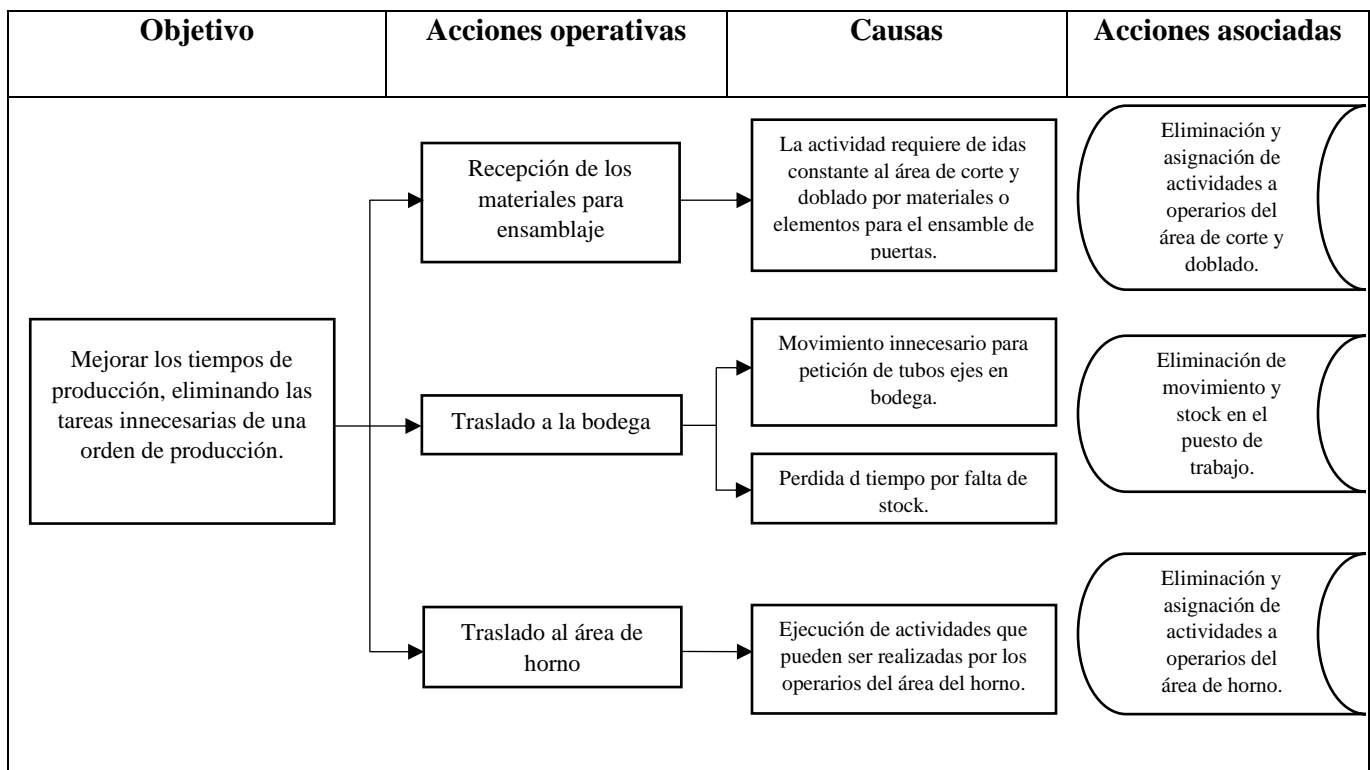 Objetivo
Acciones operativas
Causas
Acciones asociadas
Mejorar los tiempos de
producción, eliminando las
tareas innecesarias de una
orden de producción.
Recepción de los
materiales para
ensamblaje
La actividad requiere de idas
constante al área de corte y
doblado por materiales o
elementos para el ensamble de
puertas.
Eliminación y
asignación de
actividades a
operarios del
área de corte y
doblado.
Traslado a la bodega
Movimiento innecesario para
petición de tubos ejes en
bodega.
Perdida d tiempo por falta de
stock.
Eliminación de
movimiento y
stock en el
puesto de
trabajo.
Traslado al área de
horno
Ejecución de actividades que
pueden ser realizadas por los
operarios del área del horno.
Eliminación y
asignación de
actividades a
operarios del
área de horno.